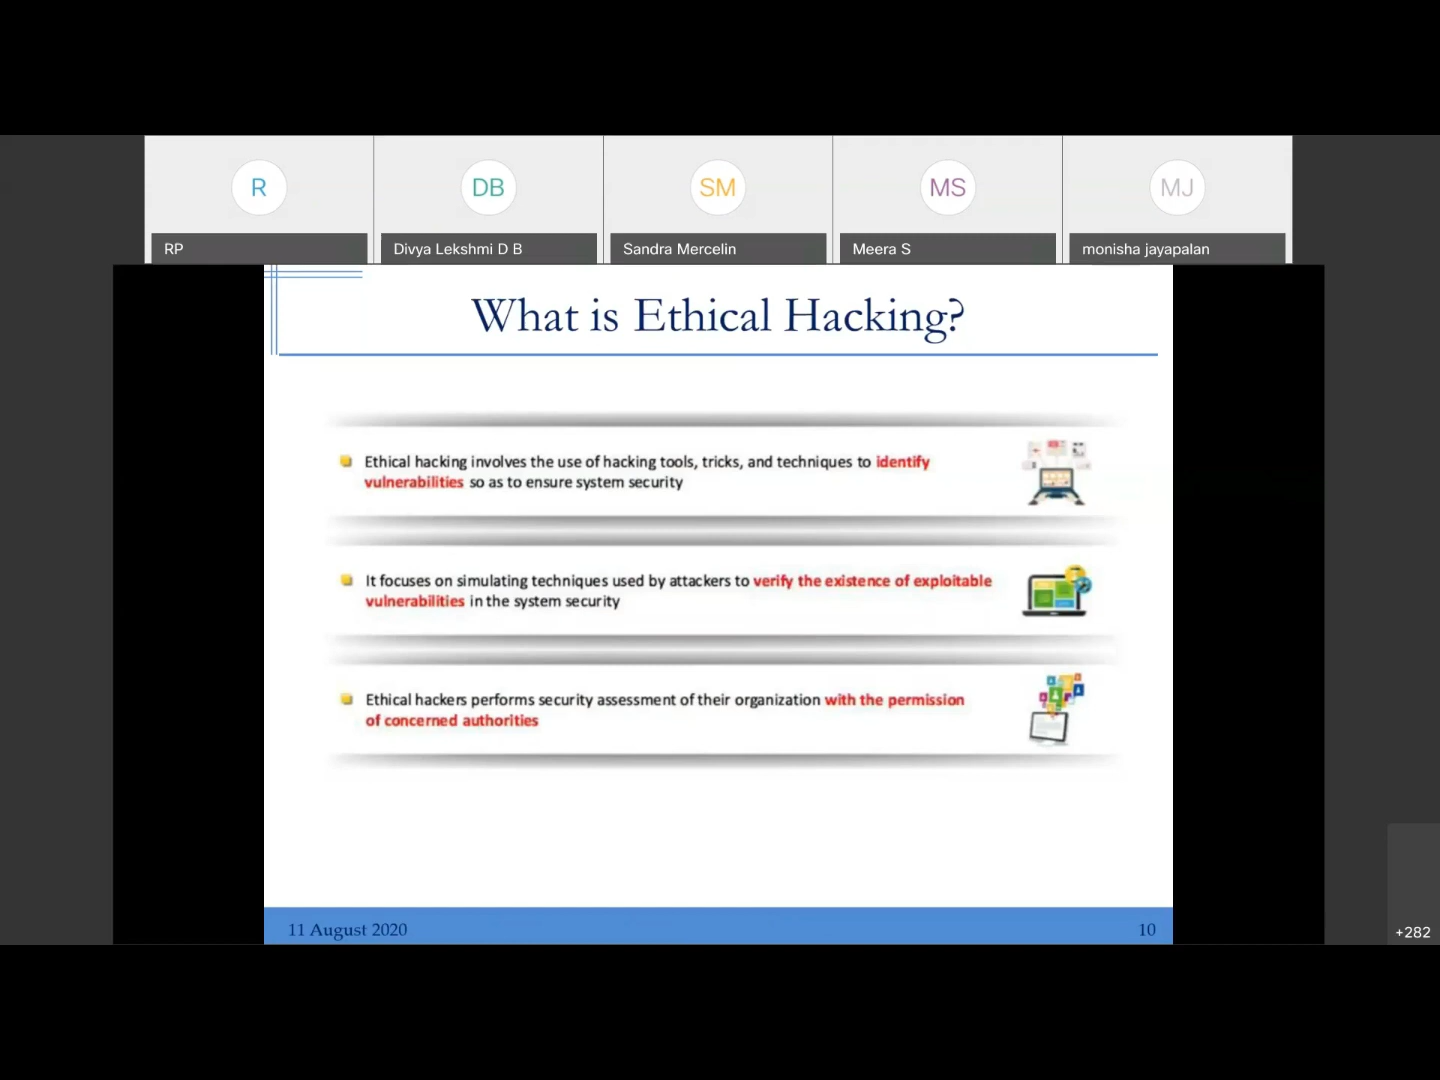 R
DB
SM
MS
MJ
RP
Divya Lekshmi D B
Sandra Mercelin
Meera S
monisha jayapalan
What is Ethical Hacking?
Ethical hacking involves the use of hacking tools, tricks, and techniques to identify
vulnerabilities so as to ensure system security
It focuses on simulating techniques used by attackers to verify the existence of exploitable
vulnerabilities in the system security
Ethical hackers performs security assessment of their organization with the permission
of concerned authorities
11 August 2020
10
+282